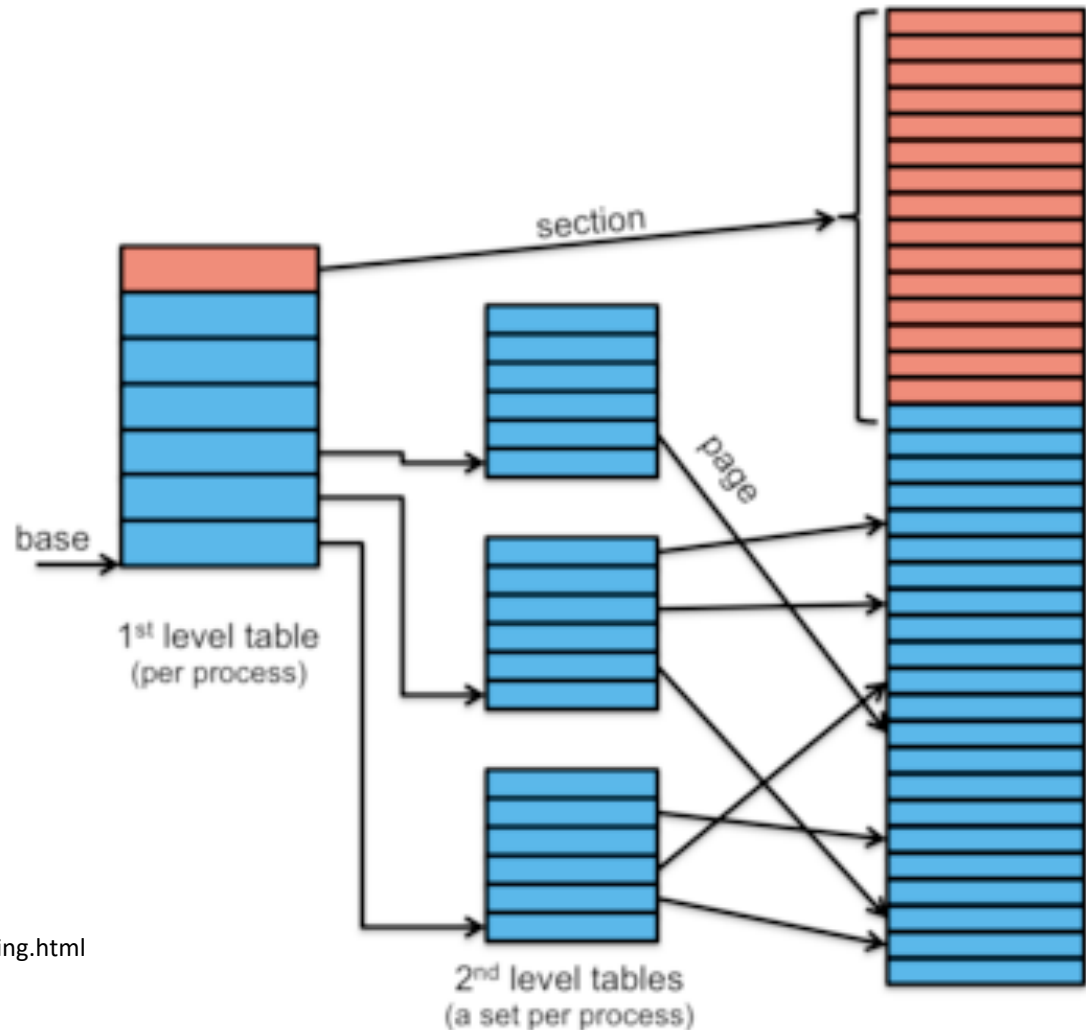 section
page
base
1st level table
(per process)
ing.html
2nd level tables
(a set per process)